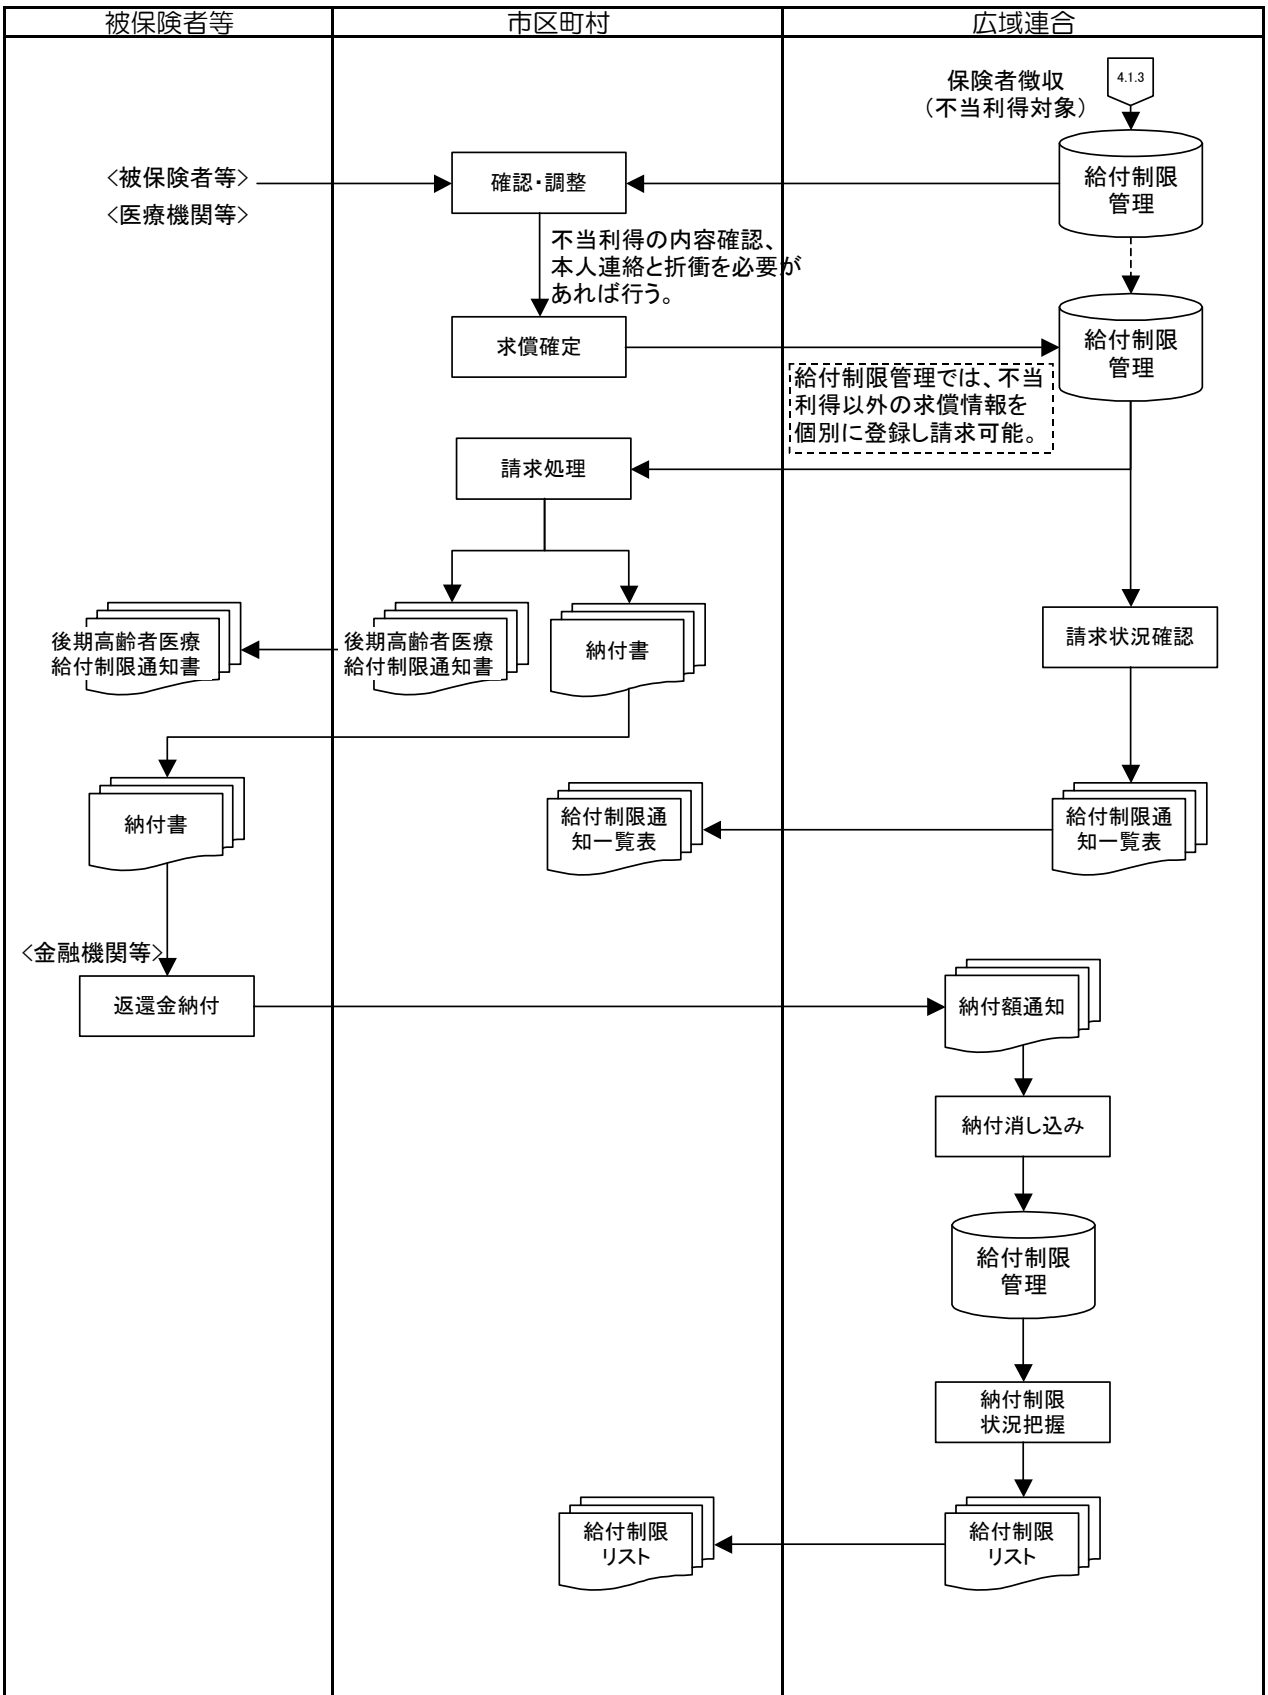 被保険者等
市区町村
広域連合
保険者徴収
（不当利得対象）
4.1.3
<被保険者等>
<医療機関等>
確認・調整
給付制限
管理
不当利得の内容確認、
本人連絡と折衝を必要が
あれば行う。
求償確定
給付制限
管理
給付制限管理では、不当
利得以外の求償情報を
個別に登録し請求可能。
請求処理
後期高齢者医療
給付制限通知書
後期高齢者医療
給付制限通知書
納付書
請求状況確認
納付書
給付制限通
知一覧表
給付制限通
知一覧表
<金融機関等>
返還金納付
納付額通知
納付消し込み
給付制限
管理
納付制限
状況把握
給付制限
リスト
給付制限
リスト